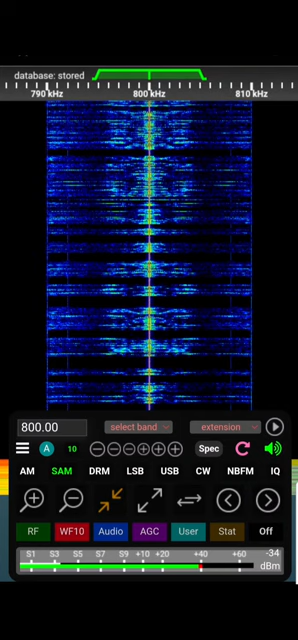 database: stored
790 kHz 800 kHz 810 kHz
800.00 select band extension
A 10 Spec
AM SAM DRM LSB USB CW NBFM IQ
RF WF10 Audio AGC User Stat Off
S1 S3 S5 S7 S9 +10 +20 +40 +60 -34
dBm